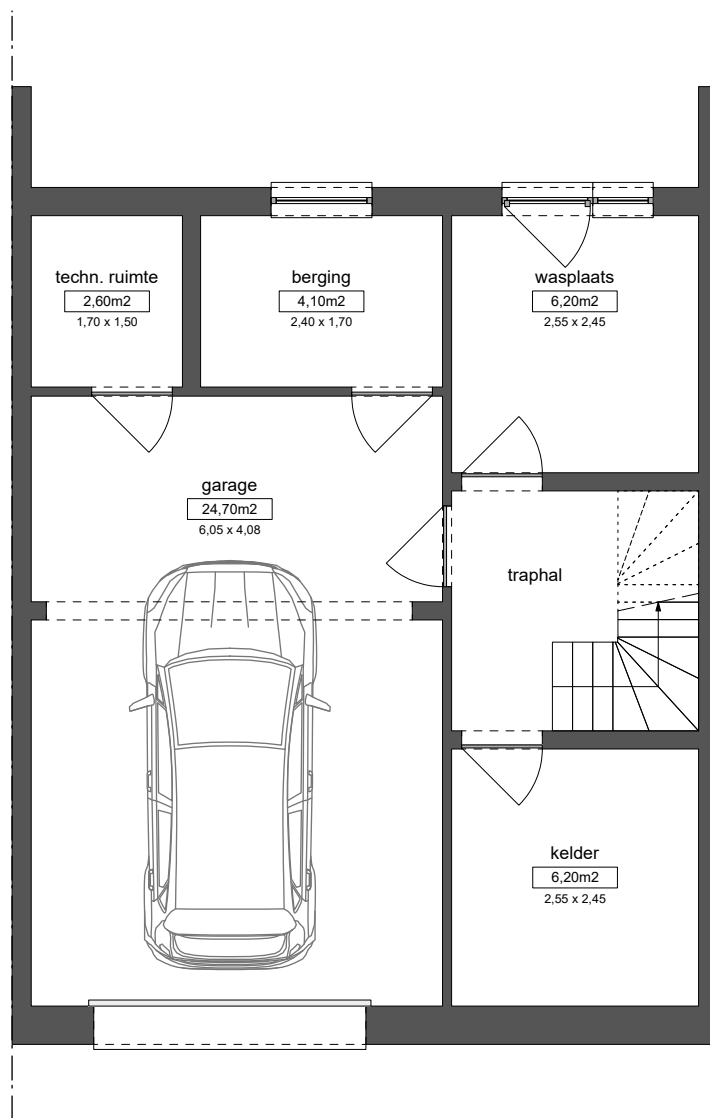 techn. ruimte
2,60m2
1,70 x 1,50
berging
4,10m2
2,40 x 1,70
wasplaats
6,20m2
2,55 x 2,45
garage
24,70m2
6,05 x 4,08
traphal
kelder
6,20m2
2,55 x 2,45